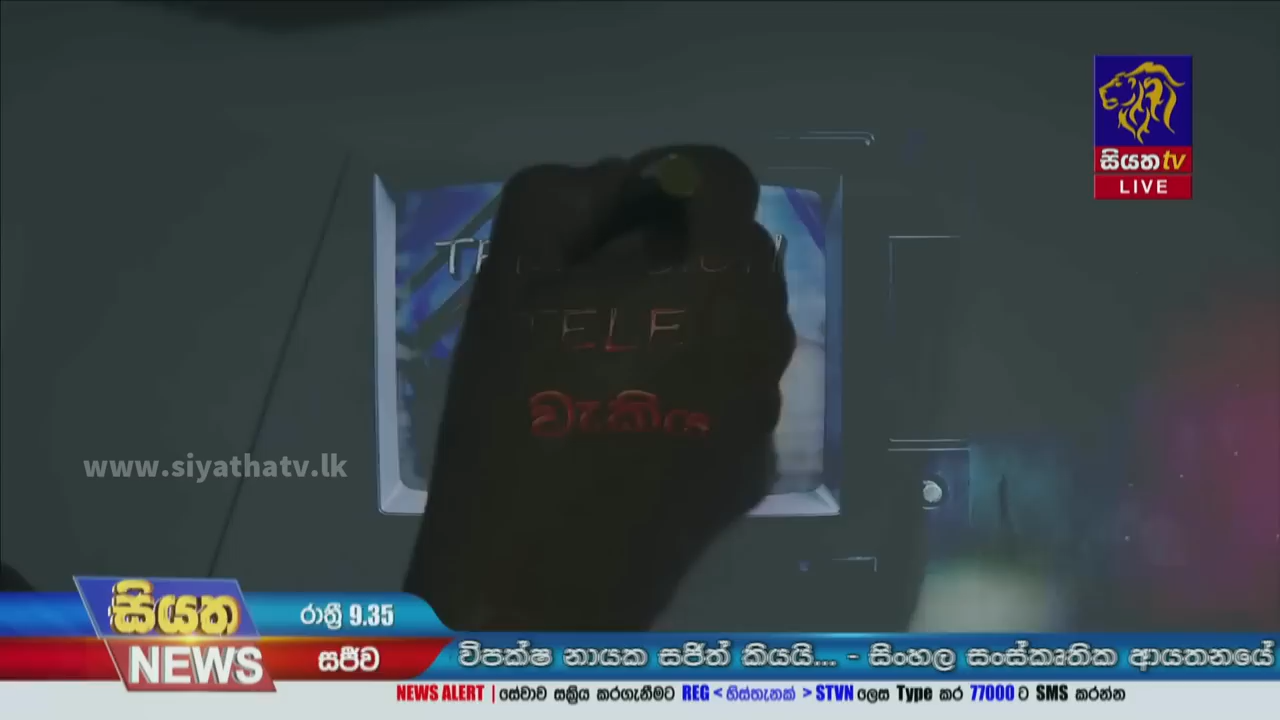 සියත tv
LIVE
TELE
වැකිය
www.siyathatv.lk
සියත
NEWS
රාත්‍රී 9.35
සජීව
විපක්ෂ නායක සජිත් කියයි... - සිංහල සංස්කෘතික ආයතනයේ
NEWS ALERT | සේවාව සක්‍රිය කරගැනීමට REG < හිස්තැනක් > STVN ලෙස Type කර 77000 ට SMS කරන්න